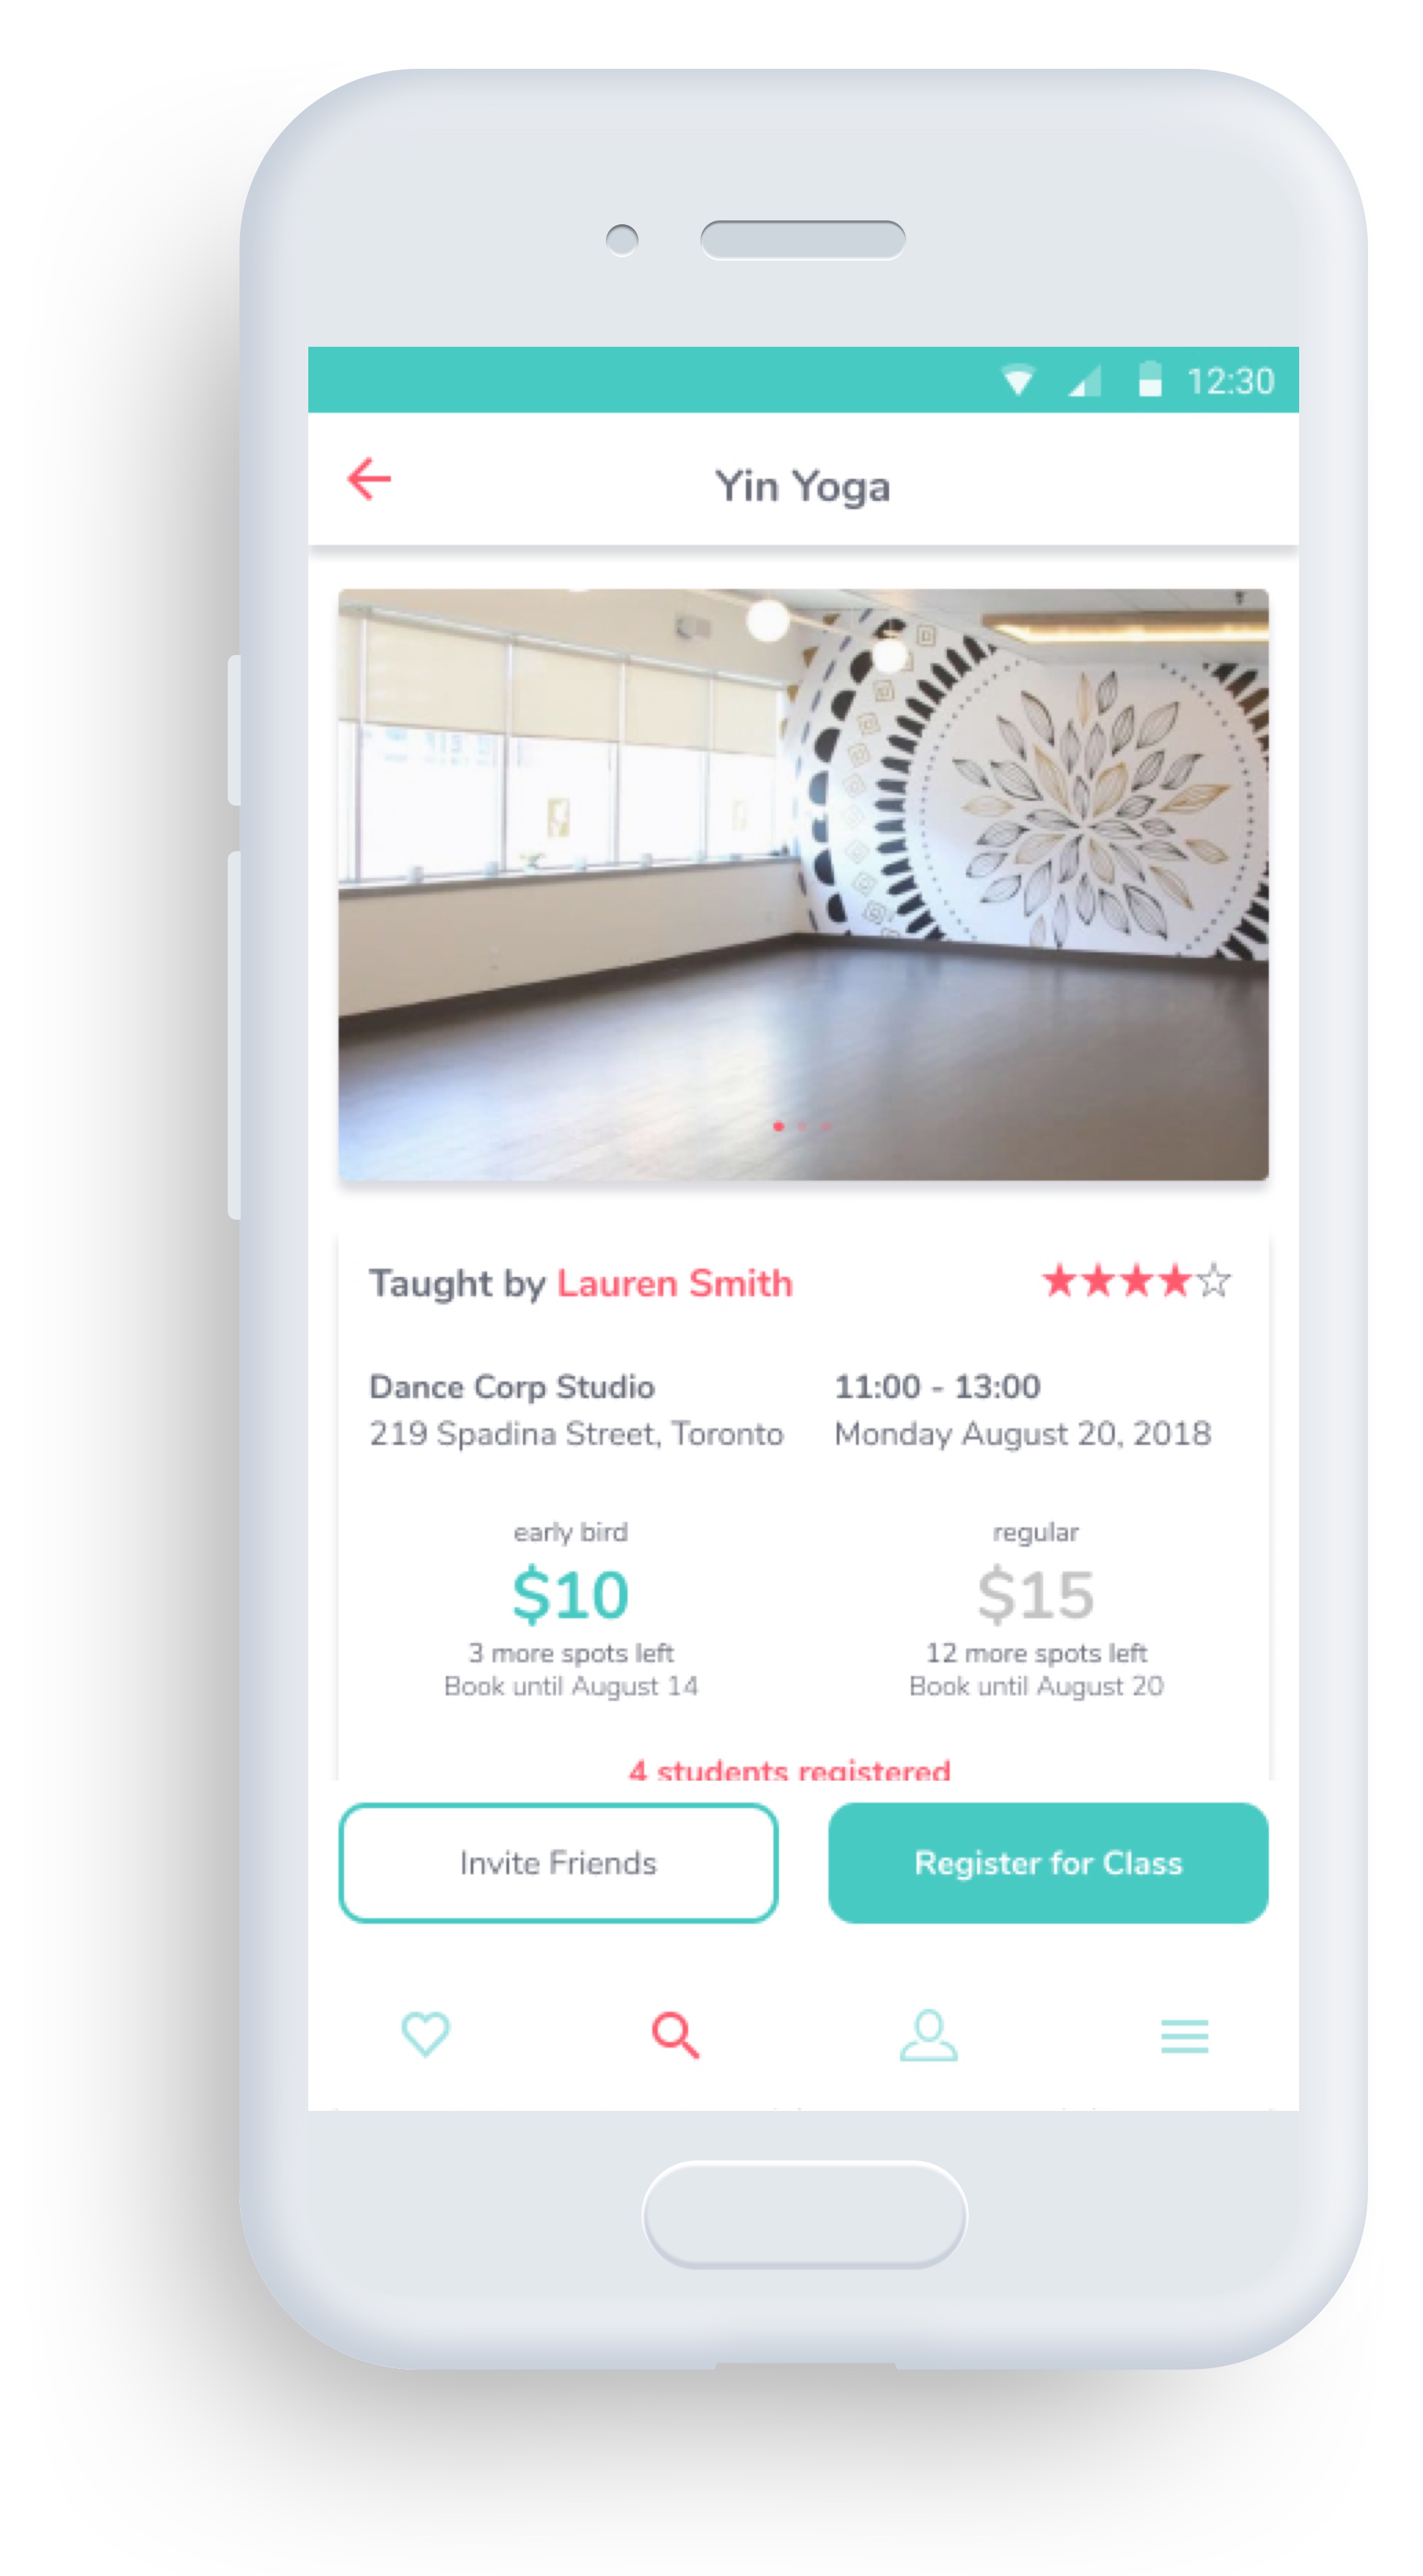 12:30
Yin Yoga
Taught by Lauren Smith
Dance Corp Studio
219 Spadina Street, Toronto
11:00 - 13:00
Monday August 20, 2018
early bird
$10
3 more spots left
Book until August 14
regular
$15
12 more spots left
Book until August 20
4 students registered
Invite Friends
Register for Class